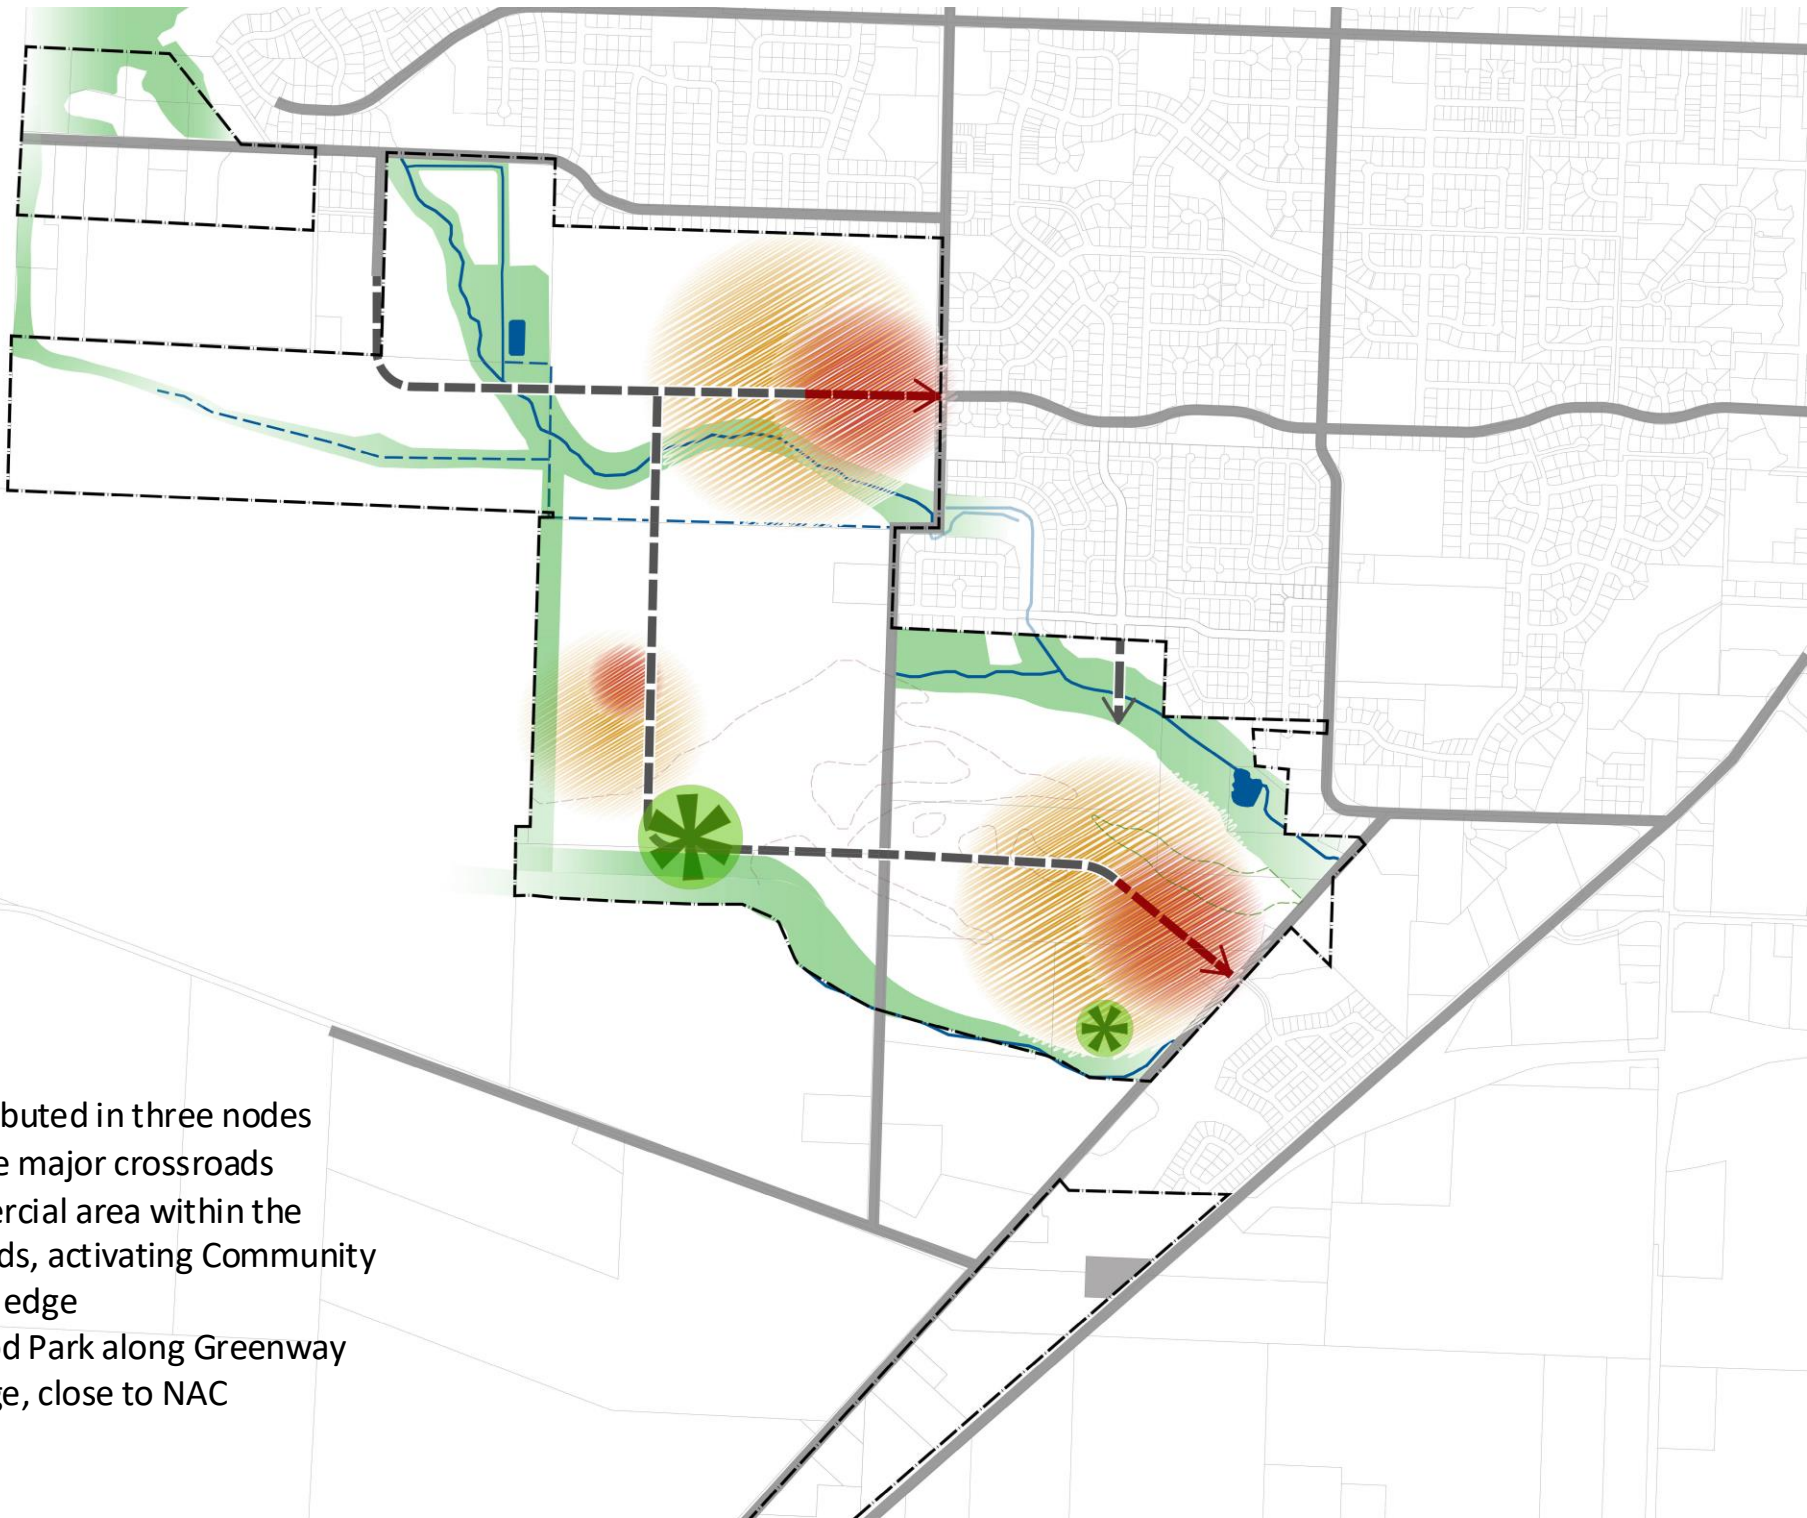 buted in three nodes
e major crossroads
ercial area within the
ds, activating Community
edge
d Park along Greenway
ge, close to NAC